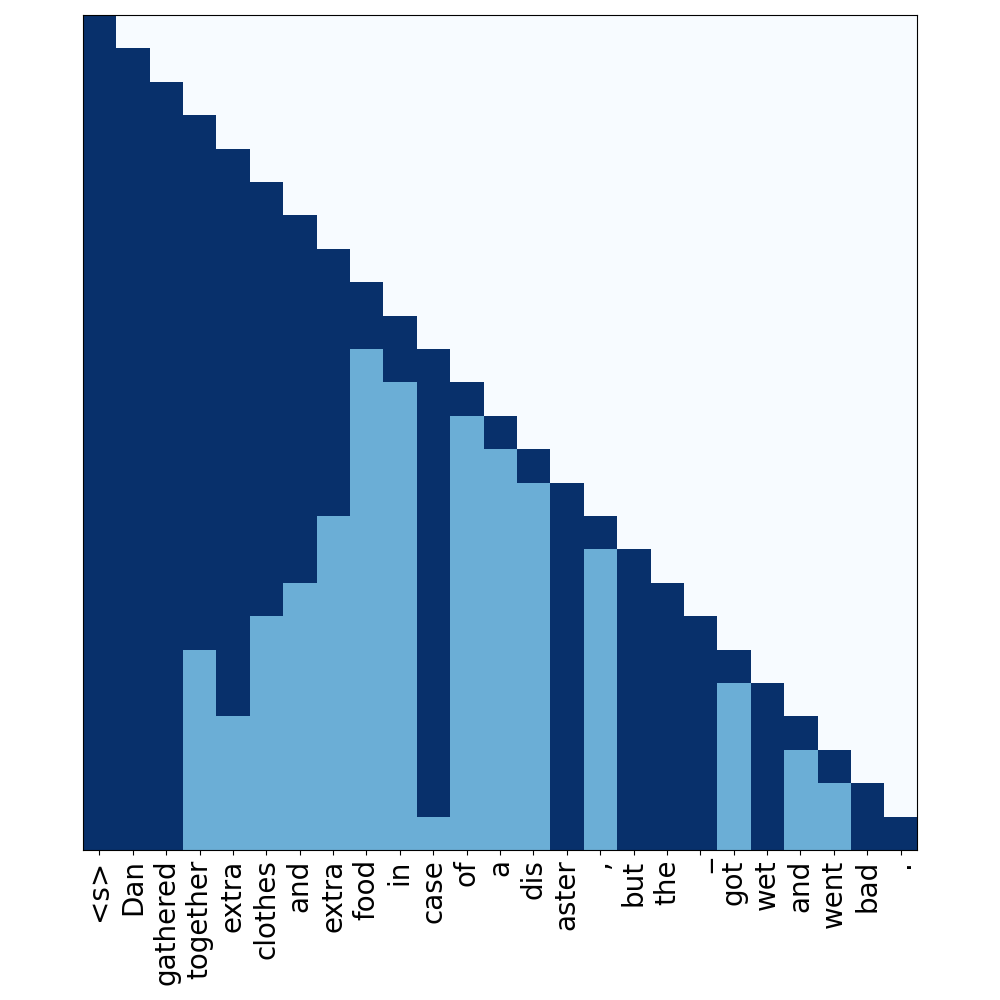 <s> Dan gathered together extra clothes and extra food in case of a dis aster , but the _ got wet and went bad .